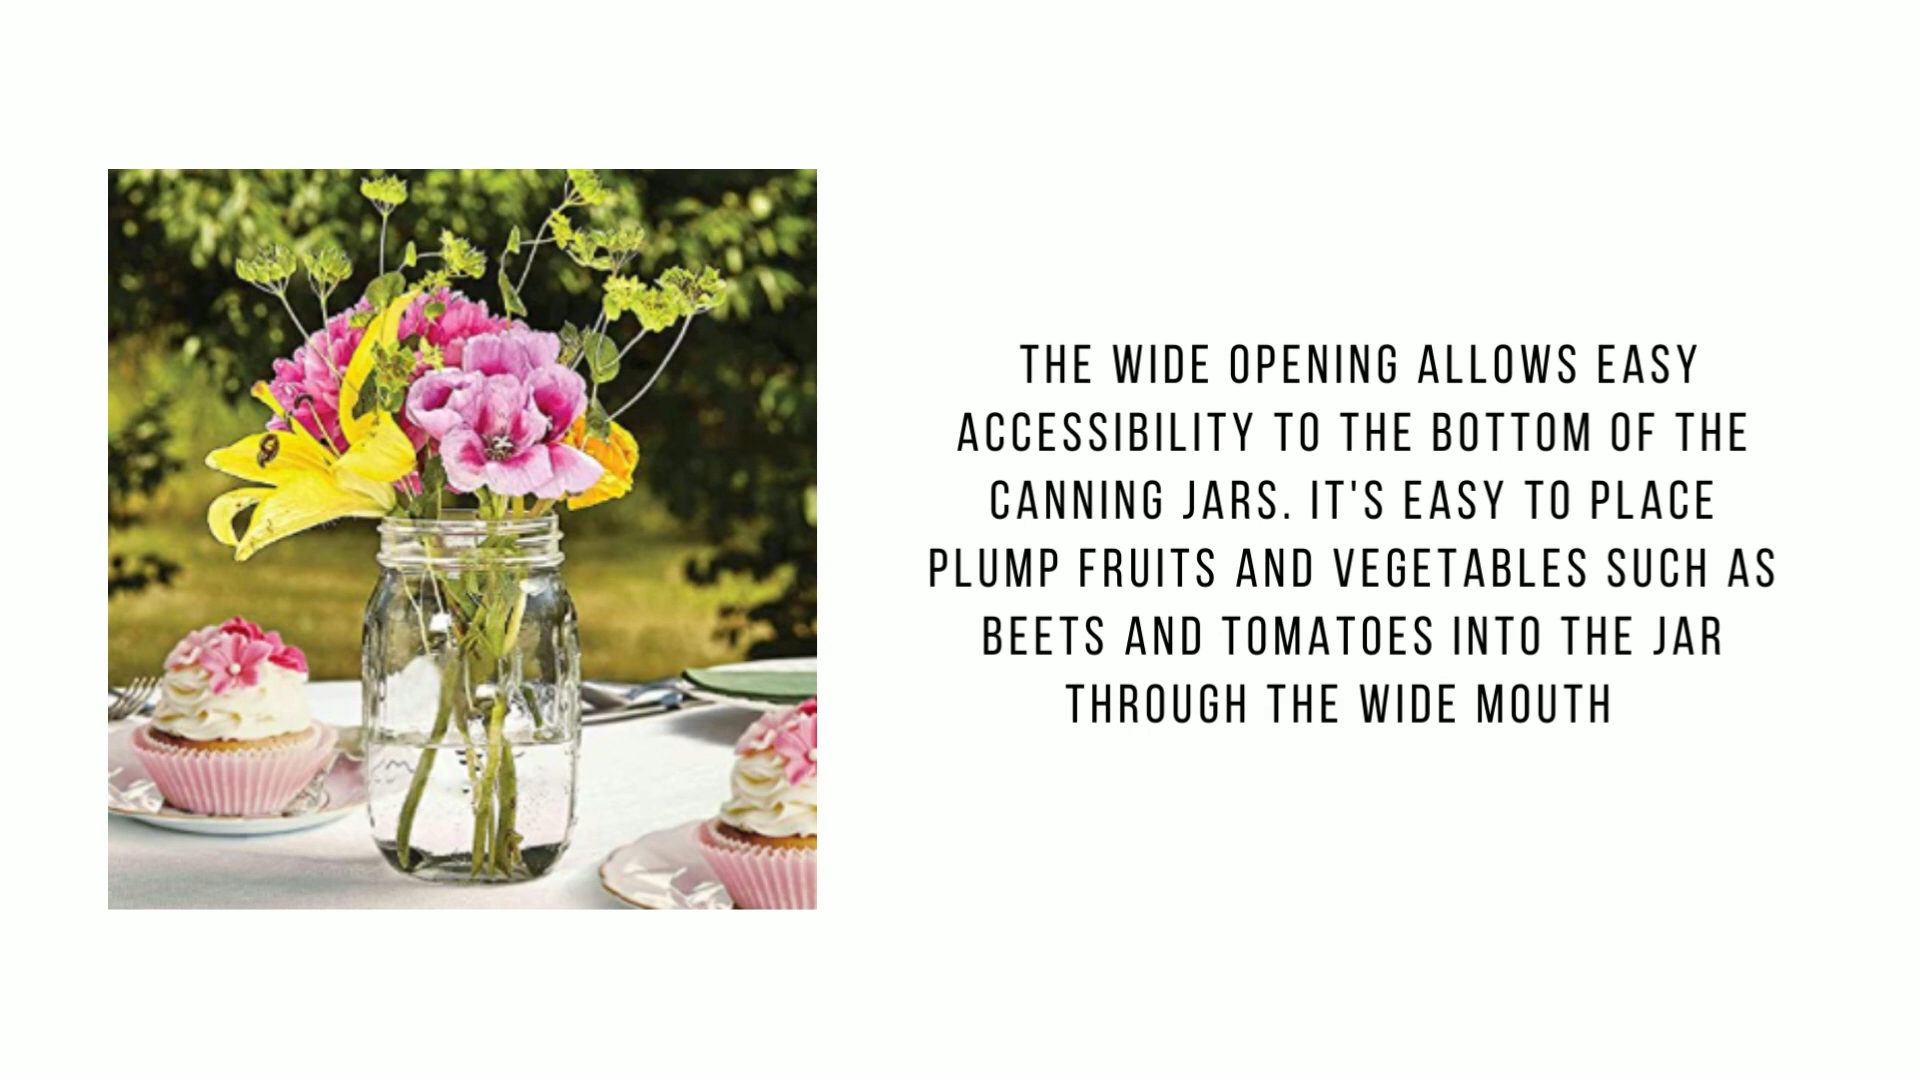 THE WIDE OPENING ALLOWS EASY
ACCESSIBILITY TO THE BOTTOM OF THE
CANNING JARS. IT'S EASY TO PLACE
PLUMP FRUITS AND VEGETABLES SUCH AS
BEETS AND TOMATOES INTO THE JAR
THROUGH THE WIDE MOUTH